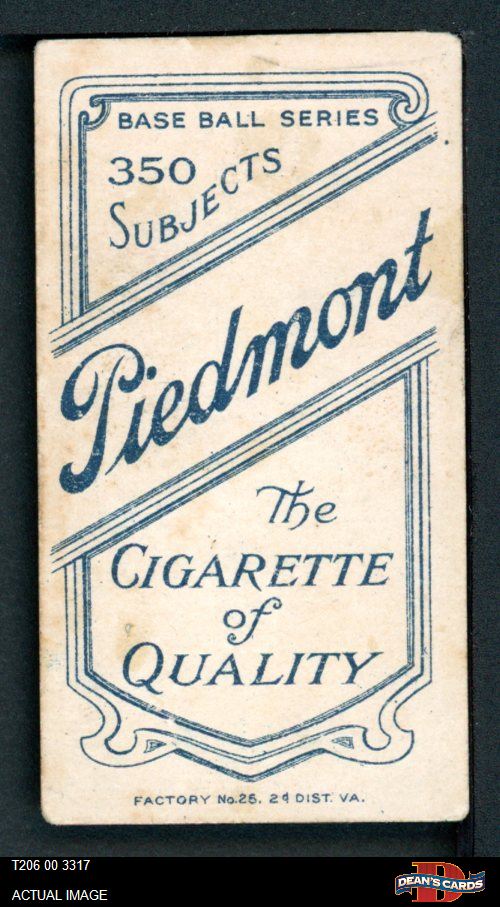 BASE BALL SERIES
350
SUBJECTS
Piedmont
The
CIGARETTE
of
QUALITY
FACTORY No. 25. 2d DIST. VA.
T206 00 3317
ACTUAL IMAGE
D
DEAN'S CARDS